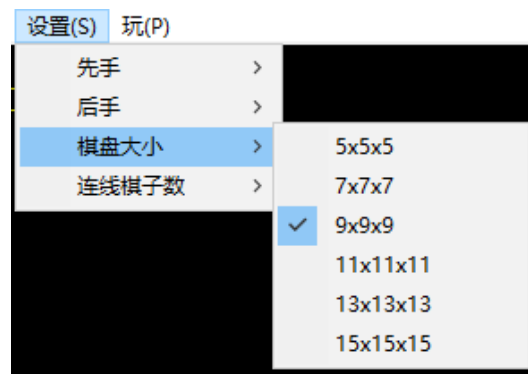 设置(S) 玩(P)
先手
后手
棋盘大小
连线棋子数
5x5x5
7x7x7
9x9x9
11x11x11
13x13x13
15x15x15